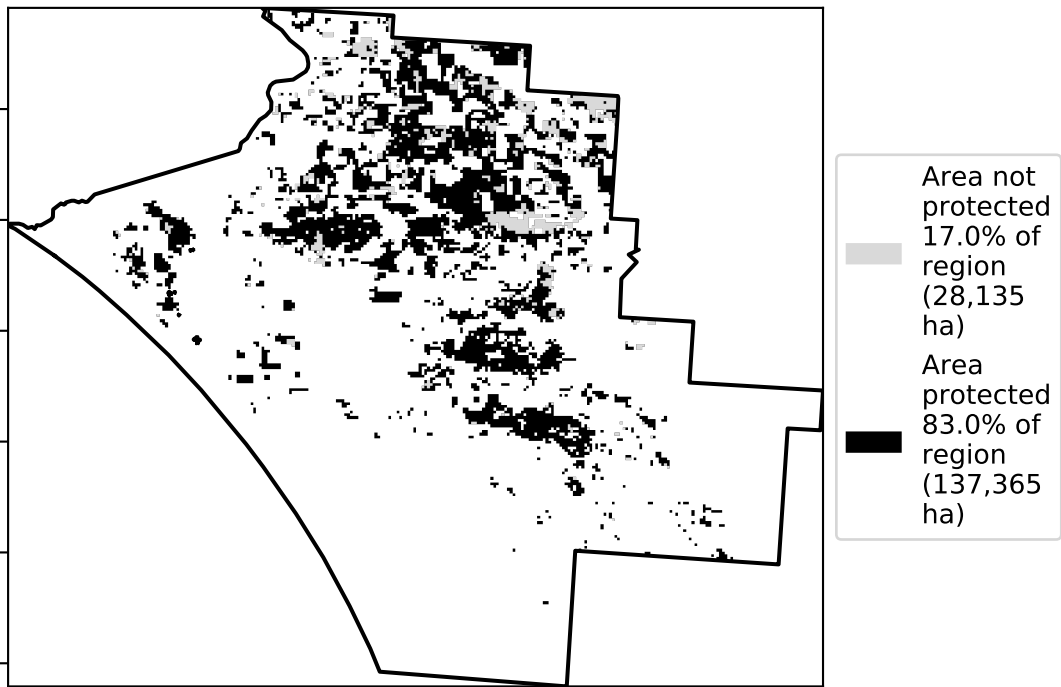 Area not
protected
17.0% of
region
(28,135
ha)
Area
protected
83.0% of
region
(137,365
ha)